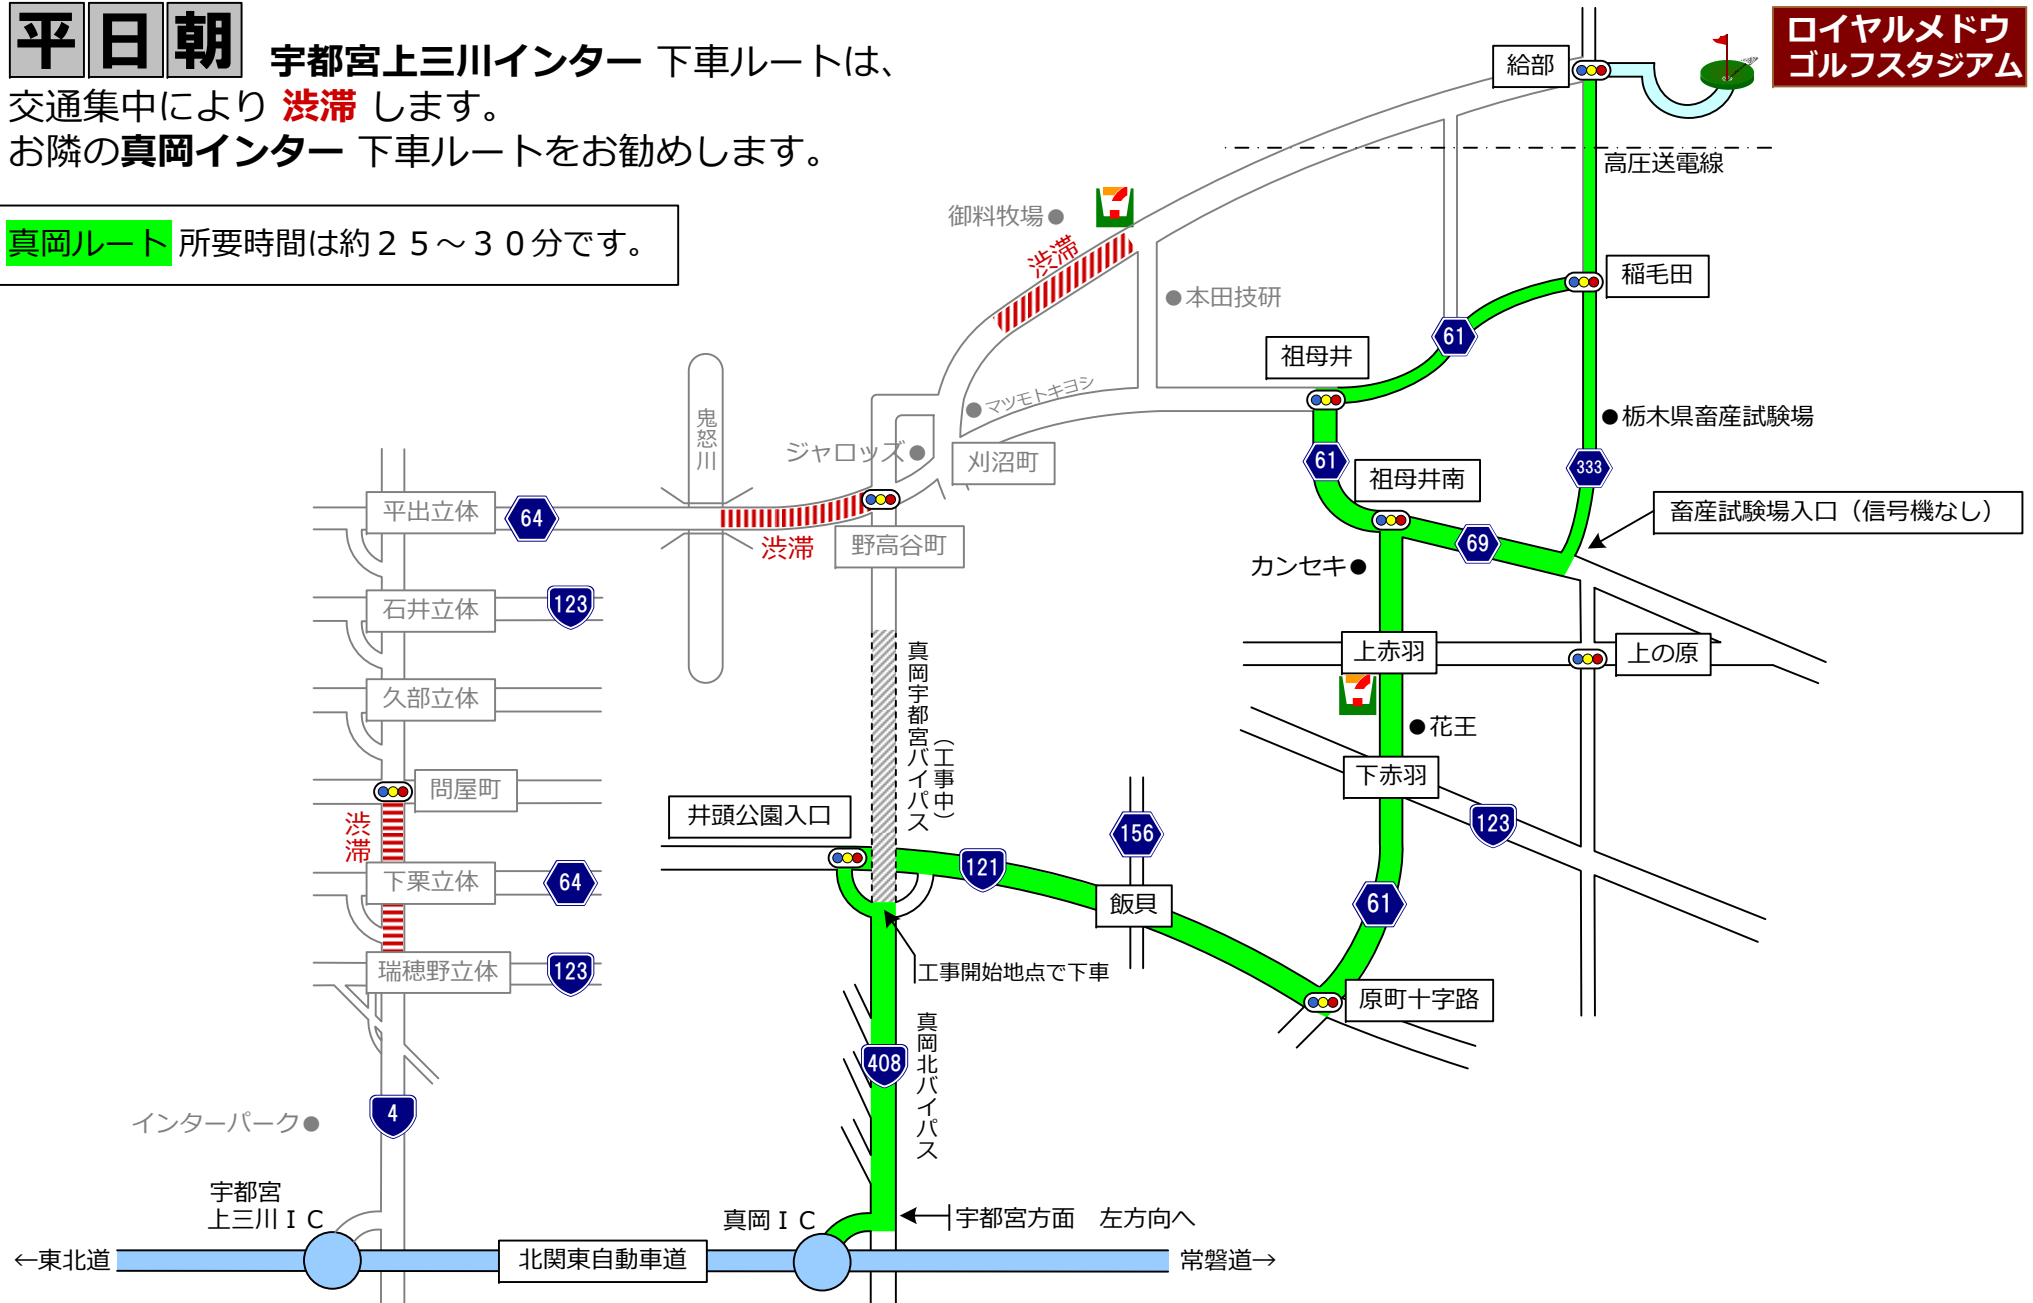 平日朝 宇都宮上三川インター 下車ルートは、
交通集中により 渋滞 します。
お隣の真岡インター 下車ルートをお勧めします。
真岡ルート 所要時間は約２５～３０分です。
ロイヤルメドウ
ゴルフスタジアム
給部
高圧送電線
御料牧場
渋滞
本田技研
稲毛田
61
祖母井
マツモトキヨシ
栃木県畜産試験場
鬼怒川
ジャロッズ
刈沼町
61
祖母井南
333
平出立体
64
畜産試験場入口（信号機なし）
渋滞
野高谷町
69
カンセキ
石井立体
123
上赤羽
上の原
真岡宇都宮バイパス
（工事中）
久部立体
花王
問屋町
下赤羽
井頭公園入口
156
123
渋滞
121
下栗立体
64
飯貝
61
瑞穂野立体
123
工事開始地点で下車
原町十字路
真岡北バイパス
408
インターパーク
4
宇都宮
上三川ＩＣ
真岡ＩＣ
宇都宮方面　左方向へ
←東北道
北関東自動車道
常磐道→